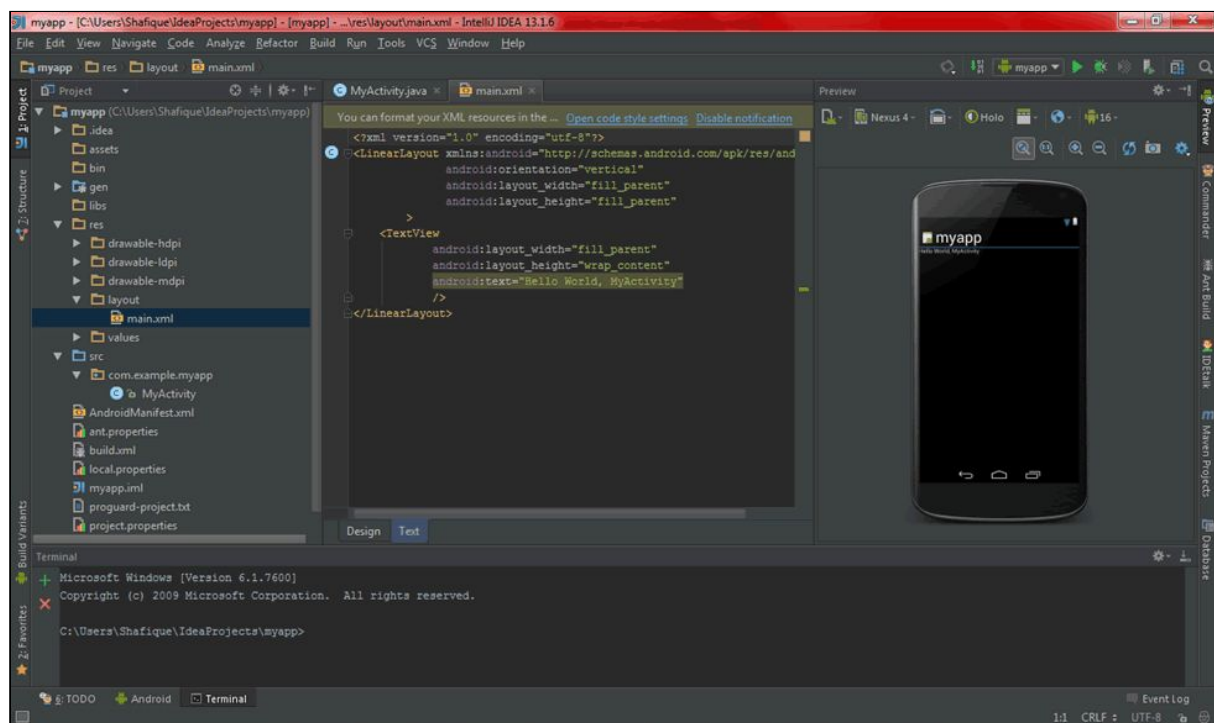 myapp - [C:\Users\Shafique\IdeaProjects\myapp] - [myapp] - ...\res\layout\main.xml - IntelliJ IDEA 13.1.6
File Edit View Navigate Code Analyze Refactor Build Run Tools VCS Window Help
myapp res layout main.xml
myapp
1: Project
Z: Structure
Build Variants
2: Favorites
Project
myapp (C:\Users\Shafique\IdeaProjects\myapp)
.idea
assets
bin
gen
libs
res
drawable-hdpi
drawable-ldpi
drawable-mdpi
layout
main.xml
values
src
com.example.myapp
MyActivity
AndroidManifest.xml
ant.properties
build.xml
local.properties
myapp.iml
proguard-project.txt
project.properties
MyActivity.java main.xml
You can format your XML resources in the ... Open code style settings Disable notification
<?xml version="1.0" encoding="utf-8"?>
<LinearLayout xmlns:android="http://schemas.android.com/apk/res/and
android:orientation="vertical"
android:layout_width="fill_parent"
android:layout_height="fill_parent"
>
<TextView
android:layout_width="fill_parent"
android:layout_height="wrap_content"
android:text="Hello World, MyActivity"
/>
</LinearLayout>
Design Text
Preview
Nexus 4 Holo 16
myapp
Hello World, MyActivity
Preview
Commander
Ant Build
IDEtalk
Maven Projects
Database
Terminal
Microsoft Windows [Version 6.1.7600]
Copyright (c) 2009 Microsoft Corporation. All rights reserved.
C:\Users\Shafique\IdeaProjects\myapp>
6: TODO Android Terminal Event Log
1:1 CRLF UTF-8